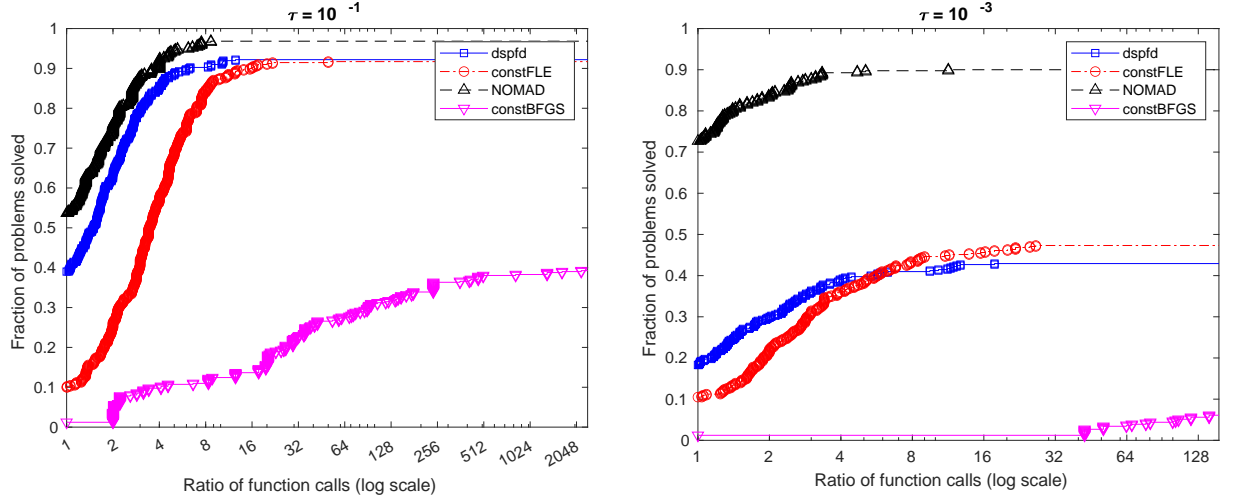 τ = 10 -1
Fraction of problems solved
1
0.9
0.8
0.7
0.6
0.5
0.4
0.3
0.2
0.1
0
dspfd
constFLE
NOMAD
constBFGS
1 2 4 8 16 32 64 128 256 512 1024 2048
Ratio of function calls (log scale)
τ = 10 -3
Fraction of problems solved
1
0.9
0.8
0.7
0.6
0.5
0.4
0.3
0.2
0.1
0
dspfd
constFLE
NOMAD
constBFGS
1 2 4 8 16 32 64 128
Ratio of function calls (log scale)